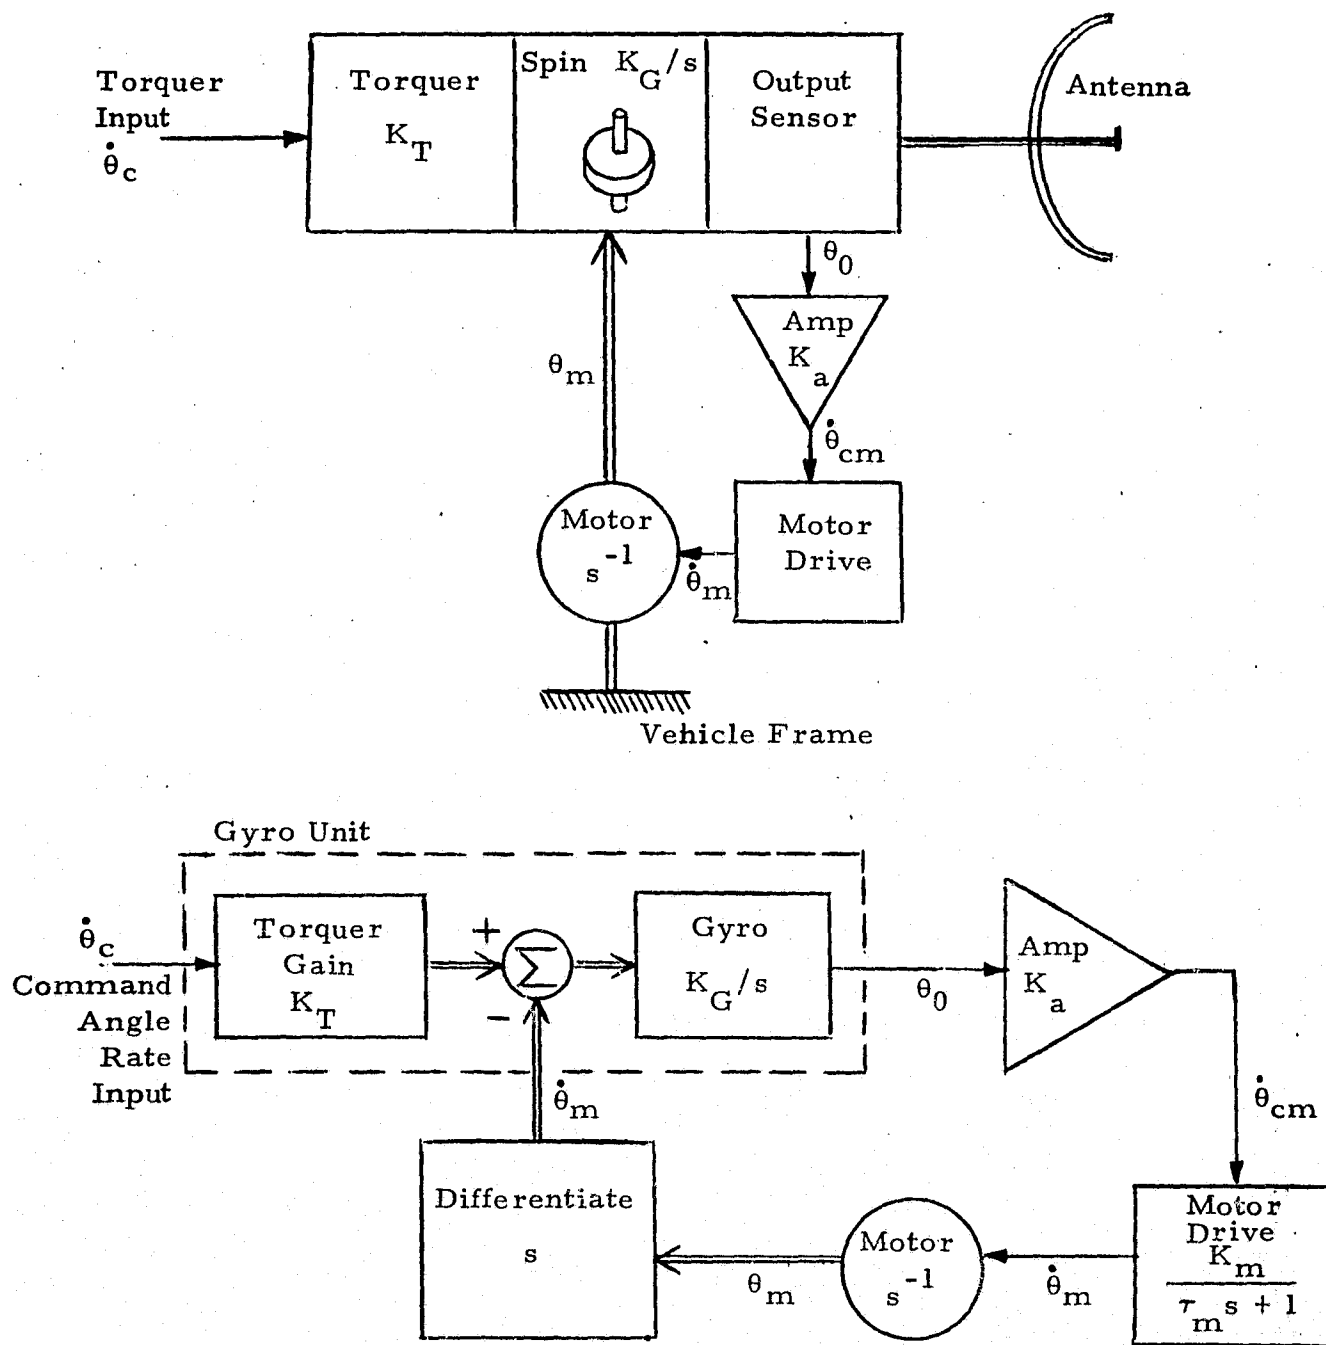 Torquer
Input
θ̇c
Torquer
KT
Spin KG/s
Output
Sensor
Antenna
θ0
Amp
Ka
θm
θ̇cm
Motor
s-1
θ̇m
Motor
Drive
Vehicle Frame
Gyro Unit
θ̇c
Command
Angle
Rate
Input
Torquer
Gain
KT
+
Σ
−
Gyro
KG/s
θ0
Amp
Ka
θ̇cm
θ̇m
Differentiate
s
θm
Motor
s-1
θ̇m
Motor
Drive
Km
τms + 1